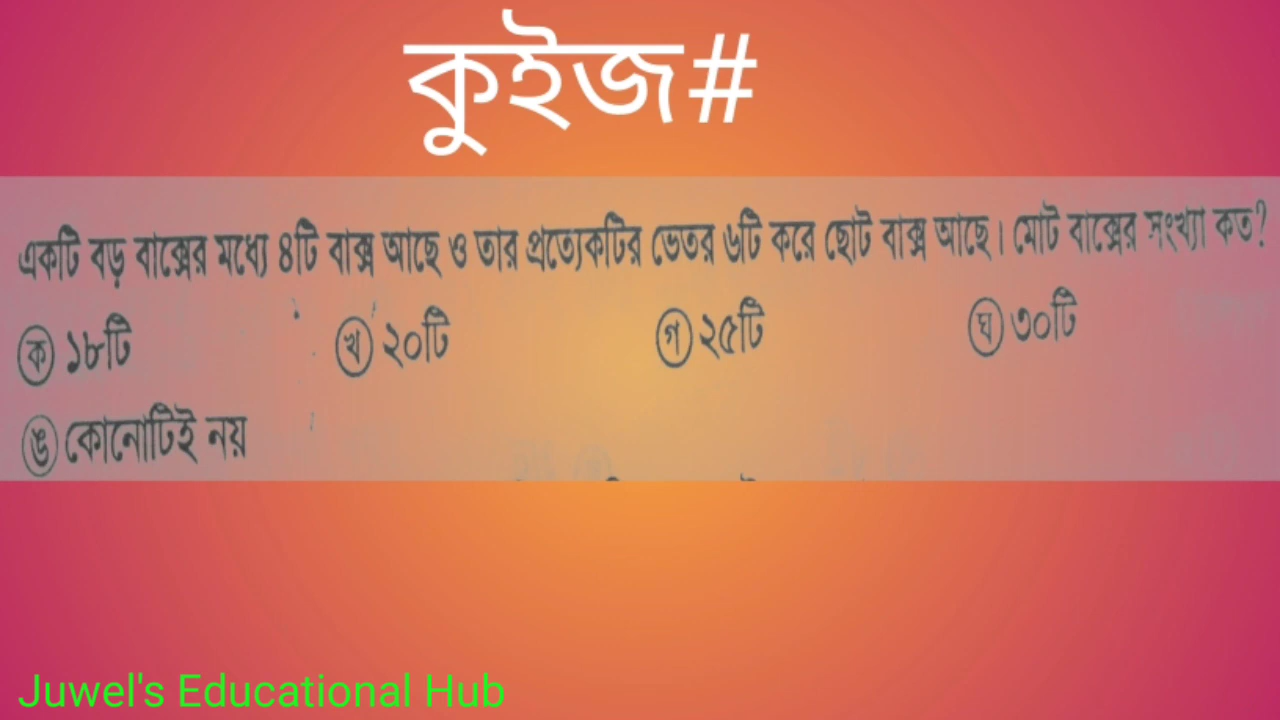 কুইজ#
একটি বড় বাক্সের মধ্যে ৪টি বাক্স আছে ও তার প্রত্যেকটির ভেতর ৬টি করে ছোট বাক্স আছে। মোট বাক্সের সংখ্যা কত?
ক ১৮টি খ ২০টি গ ২৫টি ঘ ৩০টি
ঙ কোনোটিই নয়
Juwel's Educational Hub